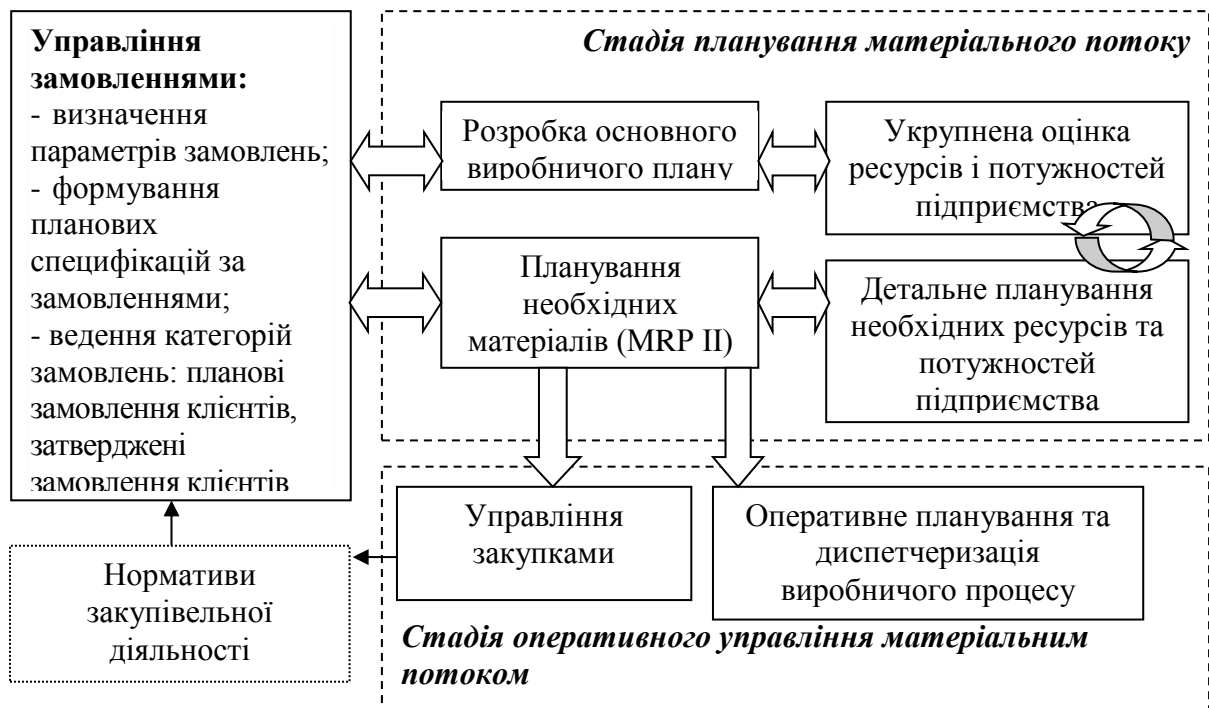 Управління
замовленнями:
- визначення
параметрів замовлень;
- формування
планових
специфікацій за
замовленнями;
- ведення категорій
замовлень: планові
замовлення клієнтів,
затверджені
замовлення клієнтів
Стадія планування матеріального потоку
Розробка основного
виробничого плану
Укрупнена оцінка
ресурсів і потужностей
підприємства
Планування
необхідних
матеріалів (MRP II)
Детальне планування
необхідних ресурсів та
потужностей
підприємства
Управління
закупками
Оперативне планування та
диспетчеризація
виробничого процесу
Нормативи
закупівельної
діяльності
Стадія оперативного управління матеріальним
потоком